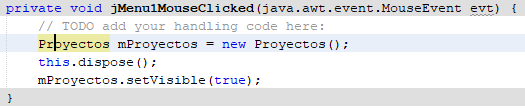 private void jMenu1MouseClicked(java.awt.event.MouseEvent evt) {
// TODO add your handling code here:
Proyectos mProyectos = new Proyectos();
this.dispose();
mProyectos.setVisible(true);
}